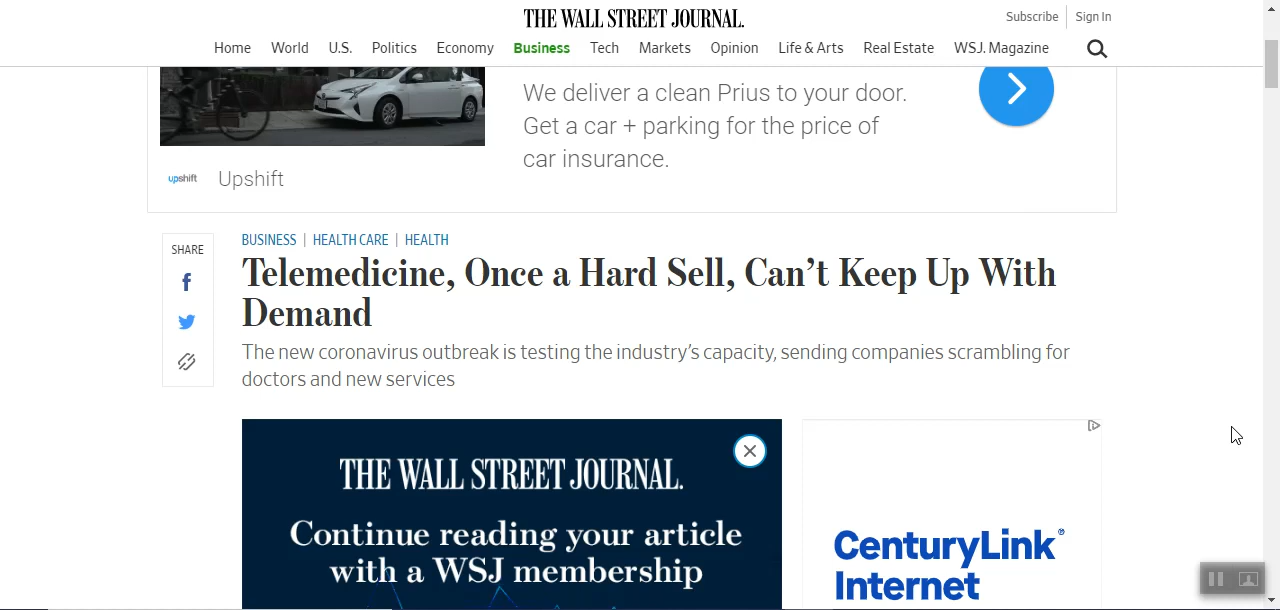 THE WALL STREET JOURNAL.
Subscribe Sign In
Home World U.S. Politics Economy Business Tech Markets Opinion Life & Arts Real Estate WSJ. Magazine
We deliver a clean Prius to your door.
Get a car + parking for the price of
car insurance.
upshift Upshift
SHARE
BUSINESS | HEALTH CARE | HEALTH
Telemedicine, Once a Hard Sell, Can’t Keep Up With
Demand
The new coronavirus outbreak is testing the industry’s capacity, sending companies scrambling for
doctors and new services
THE WALL STREET JOURNAL.
Continue reading your article
with a WSJ membership
CenturyLink®
Internet